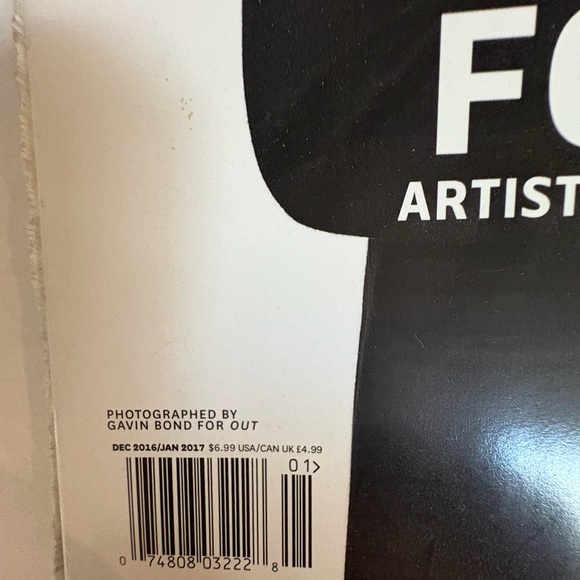 F
ARTIST
PHOTOGRAPHED BY
GAVIN BOND FOR OUT
DEC 2016/JAN 2017 $6.99 USA/CAN UK £4.99
01>
0 74808 03222 8